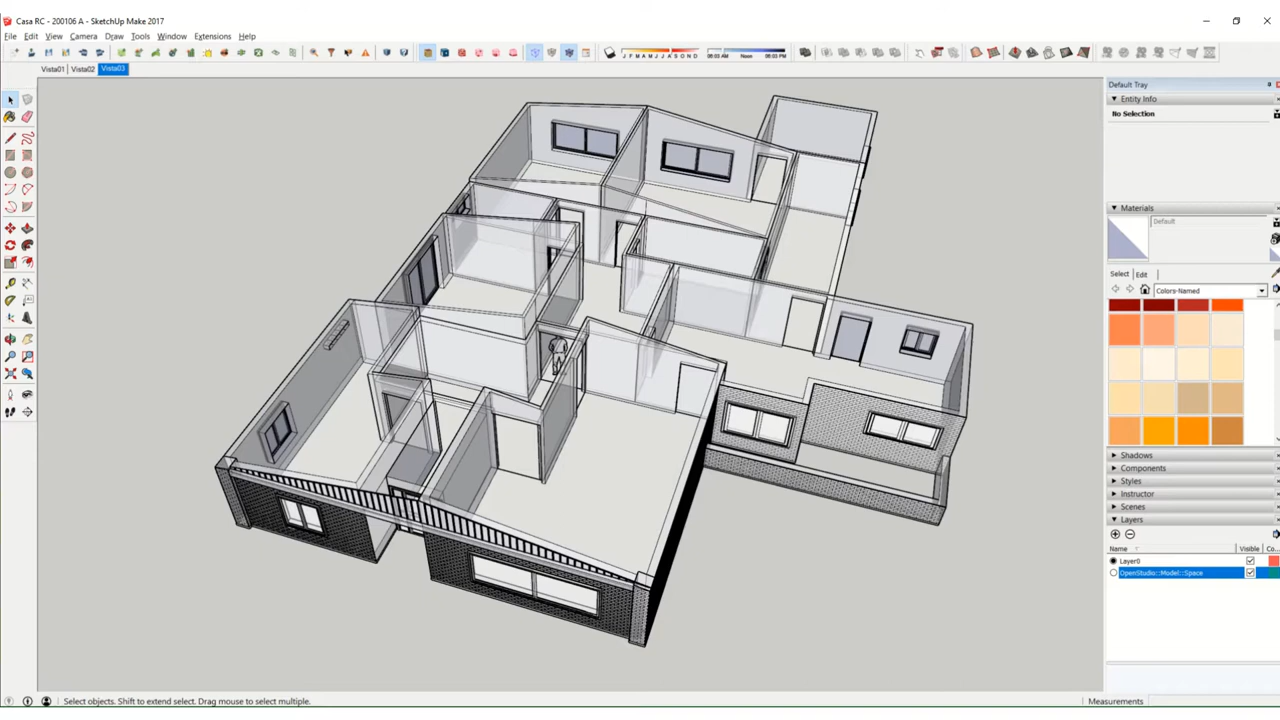 Casa RC - 200106 A - SketchUp Make 2017
File Edit View Camera Draw Tools Window Extensions Help
J F M A M J J A S O N D Noon
Vista01 Vista02 Vista03
Default Tray
Entity Info
No Selection
Materials
Default
Select Edit
Colors-Named
Shadows
Components
Styles
Instructor
Scenes
Layers
Name Visible Co...
Layer0
OpenStudio::Model::Space
Select objects. Shift to extend select. Drag mouse to select multiple.
Measurements